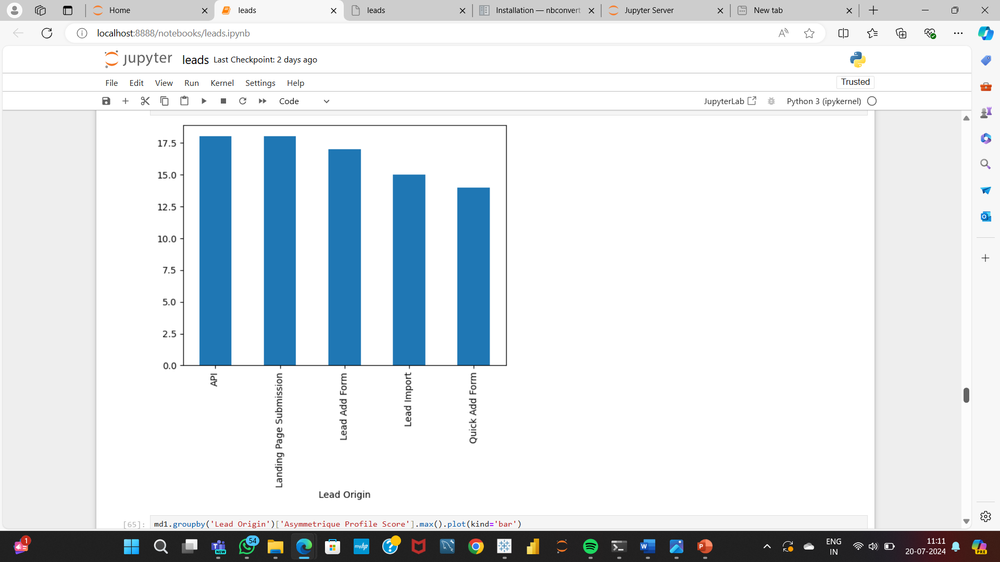 Home
leads
leads
Installation — nbconvert
Jupyter Server
New tab
localhost:8888/notebooks/leads.ipynb
jupyter leads Last Checkpoint: 2 days ago
File Edit View Run Kernel Settings Help
Trusted
Code
JupyterLab
Python 3 (ipykernel)
17.5
15.0
12.5
10.0
7.5
5.0
2.5
0.0
API
Landing Page Submission
Lead Add Form
Lead Import
Quick Add Form
Lead Origin
[65]: md1.groupby('Lead Origin')['Asymmetrique Profile Score'].max().plot(kind='bar')
1
NEW
54
myhp
ENG
IN
11:11
20-07-2024
PRE